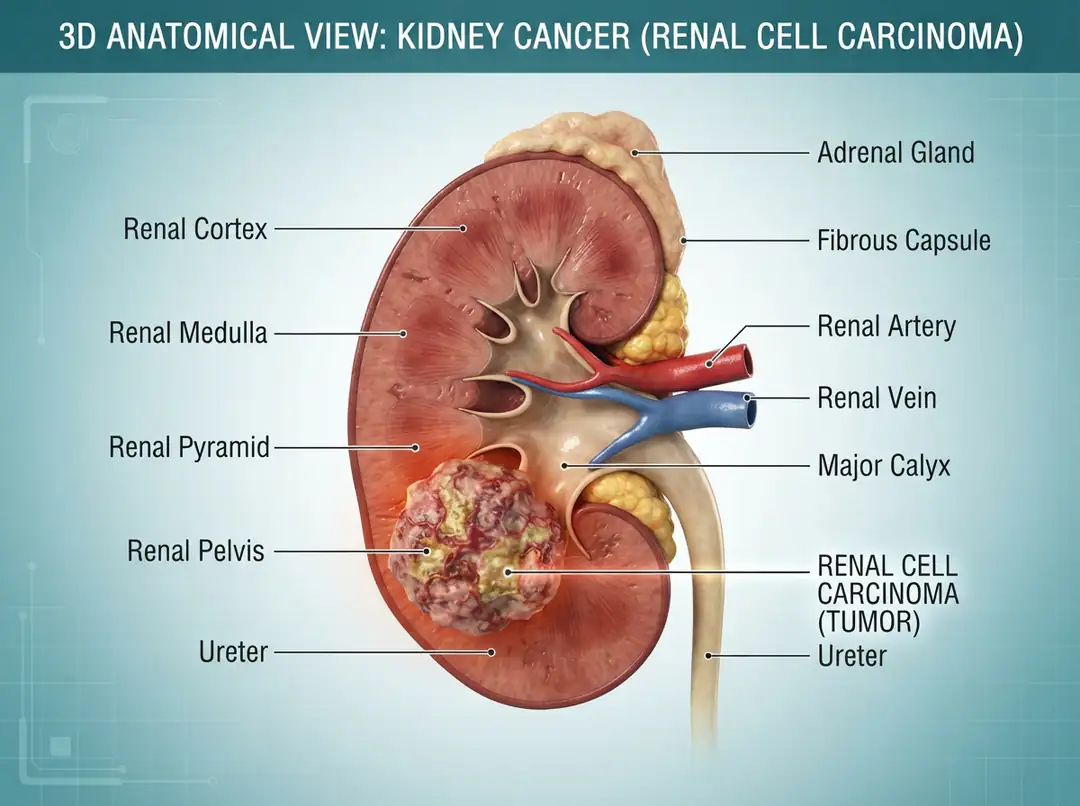 3D ANATOMICAL VIEW: KIDNEY CANCER (RENAL CELL CARCINOMA)
Renal Cortex
Renal Medulla
Renal Pyramid
Renal Pelvis
Ureter
Adrenal Gland
Fibrous Capsule
Renal Artery
Renal Vein
Major Calyx
RENAL CELL
CARCINOMA
(TUMOR)
Ureter